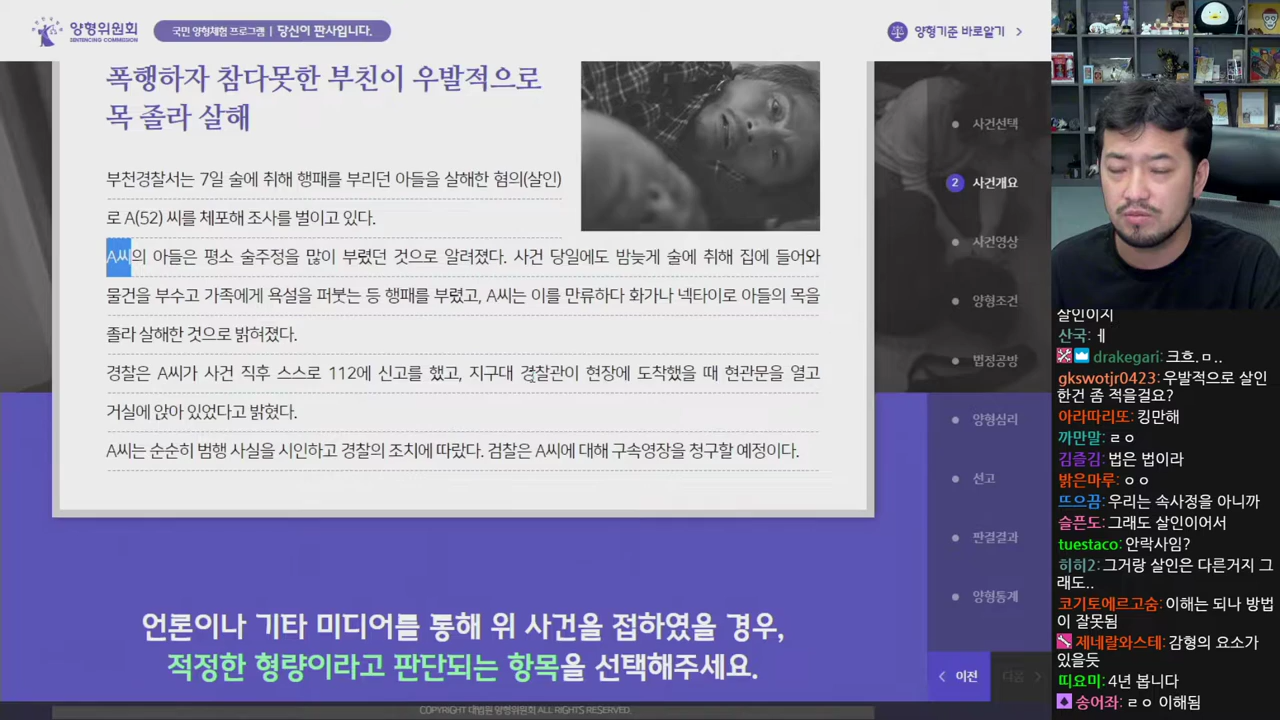 양형위원회
SENTENCING COMMISSION
국민 양형체험 프로그램 | 당신이 판사입니다.
양형기준 바로알기
폭행하자 참다못한 부친이 우발적으로
목 졸라 살해
부천경찰서는 7일 술에 취해 행패를 부리던 아들을 살해한 혐의(살인)
로 A(52) 씨를 체포해 조사를 벌이고 있다.
A씨의 아들은 평소 술주정을 많이 부렸던 것으로 알려졌다. 사건 당일에도 밤늦게 술에 취해 집에 들어와
물건을 부수고 가족에게 욕설을 퍼붓는 등 행패를 부렸고, A씨는 이를 만류하다 화가나 넥타이로 아들의 목을
졸라 살해한 것으로 밝혀졌다.
경찰은 A씨가 사건 직후 스스로 112에 신고를 했고, 지구대 경찰관이 현장에 도착했을 때 현관문을 열고
거실에 앉아 있었다고 밝혔다.
A씨는 순순히 범행 사실을 시인하고 경찰의 조치에 따랐다. 검찰은 A씨에 대해 구속영장을 청구할 예정이다.
언론이나 기타 미디어를 통해 위 사건을 접하였을 경우,
적정한 형량이라고 판단되는 항목을 선택해주세요.
사건선택
2 사건개요
사건영상
양형조건
법정공방
양형심리
선고
판결결과
양형통계
이전
다음
COPYRIGHT 대법원 양형위원회 ALL RIGHTS RESERVED.
살인이지
산국: ㅔ
drakegari: 크흐.ㅁ..
gkswotjr0423: 우발적으로 살인
한건 좀 적을걸요?
아라따리또: 킹만해
까만말: ㄹㅇ
김즐김: 법은 법이라
밝은마루: ㅇㅇ
뜨으끔: 우리는 속사정을 아니까
슬픈도: 그래도 살인이어서
tuestaco: 안락사임?
히히2: 그거랑 살인은 다른거지 그
래도..
코기토에르고숨: 이해는 되나 방법
이 잘못됨
제네랄와스테: 감형의 요소가
있을듯
띠요미: 4년 봅니다
송어좌: ㄹㅇ 이해됨